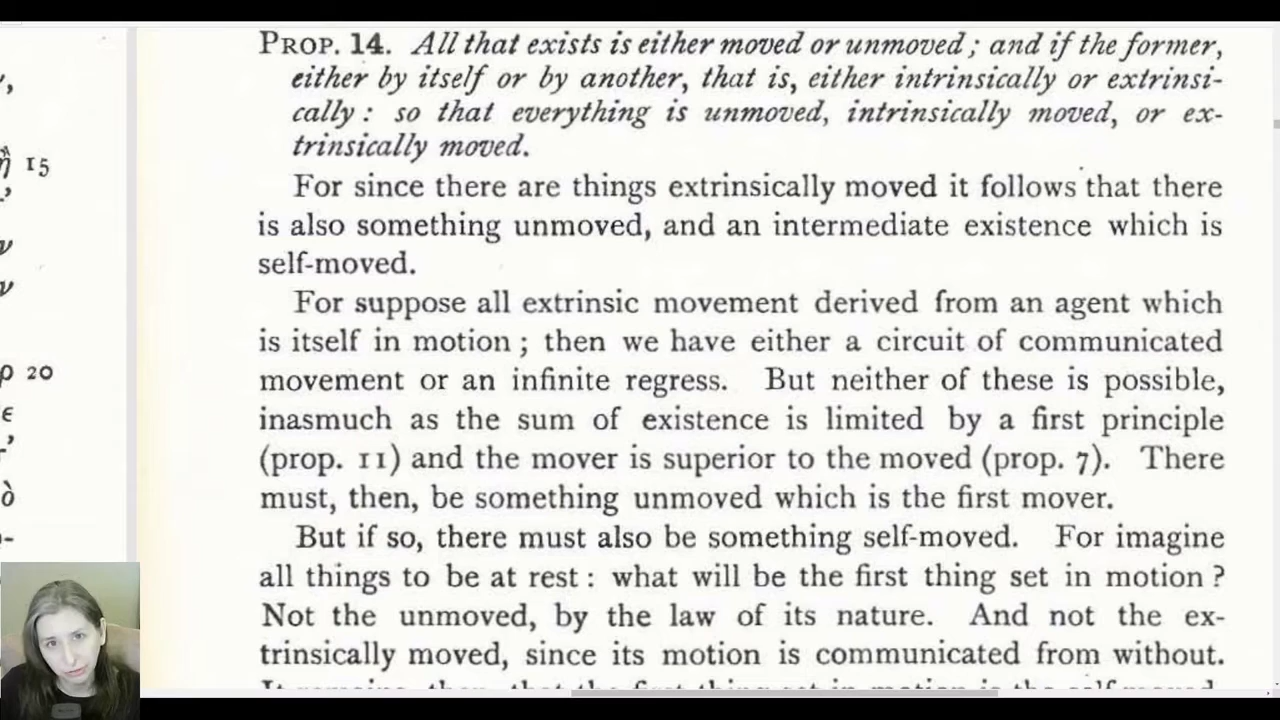 PROP. 14. All that exists is either moved or unmoved; and if the former,
either by itself or by another, that is, either intrinsically or extrinsi-
cally: so that everything is unmoved, intrinsically moved, or ex-
trinsically moved.
For since there are things extrinsically moved it follows that there
is also something unmoved, and an intermediate existence which is
self-moved.
For suppose all extrinsic movement derived from an agent which
is itself in motion; then we have either a circuit of communicated
movement or an infinite regress. But neither of these is possible,
inasmuch as the sum of existence is limited by a first principle
(prop. 11) and the mover is superior to the moved (prop. 7). There
must, then, be something unmoved which is the first mover.
But if so, there must also be something self-moved. For imagine
all things to be at rest: what will be the first thing set in motion?
Not the unmoved, by the law of its nature. And not the ex-
trinsically moved, since its motion is communicated from without.
15
20